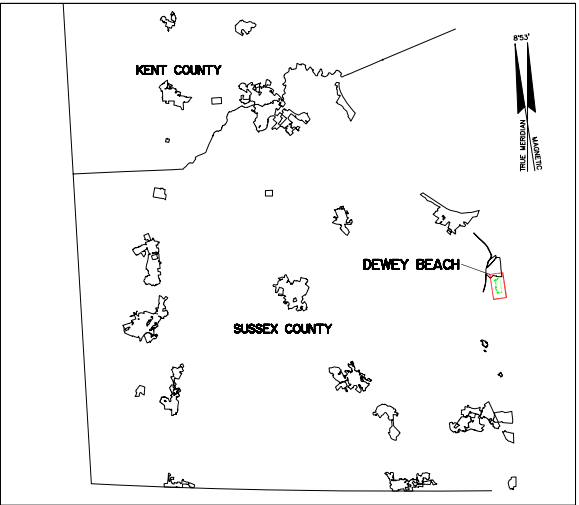 8°53'
KENT COUNTY
TRUE MERIDIAN
MAGNETIC
DEWEY BEACH
SUSSEX COUNTY